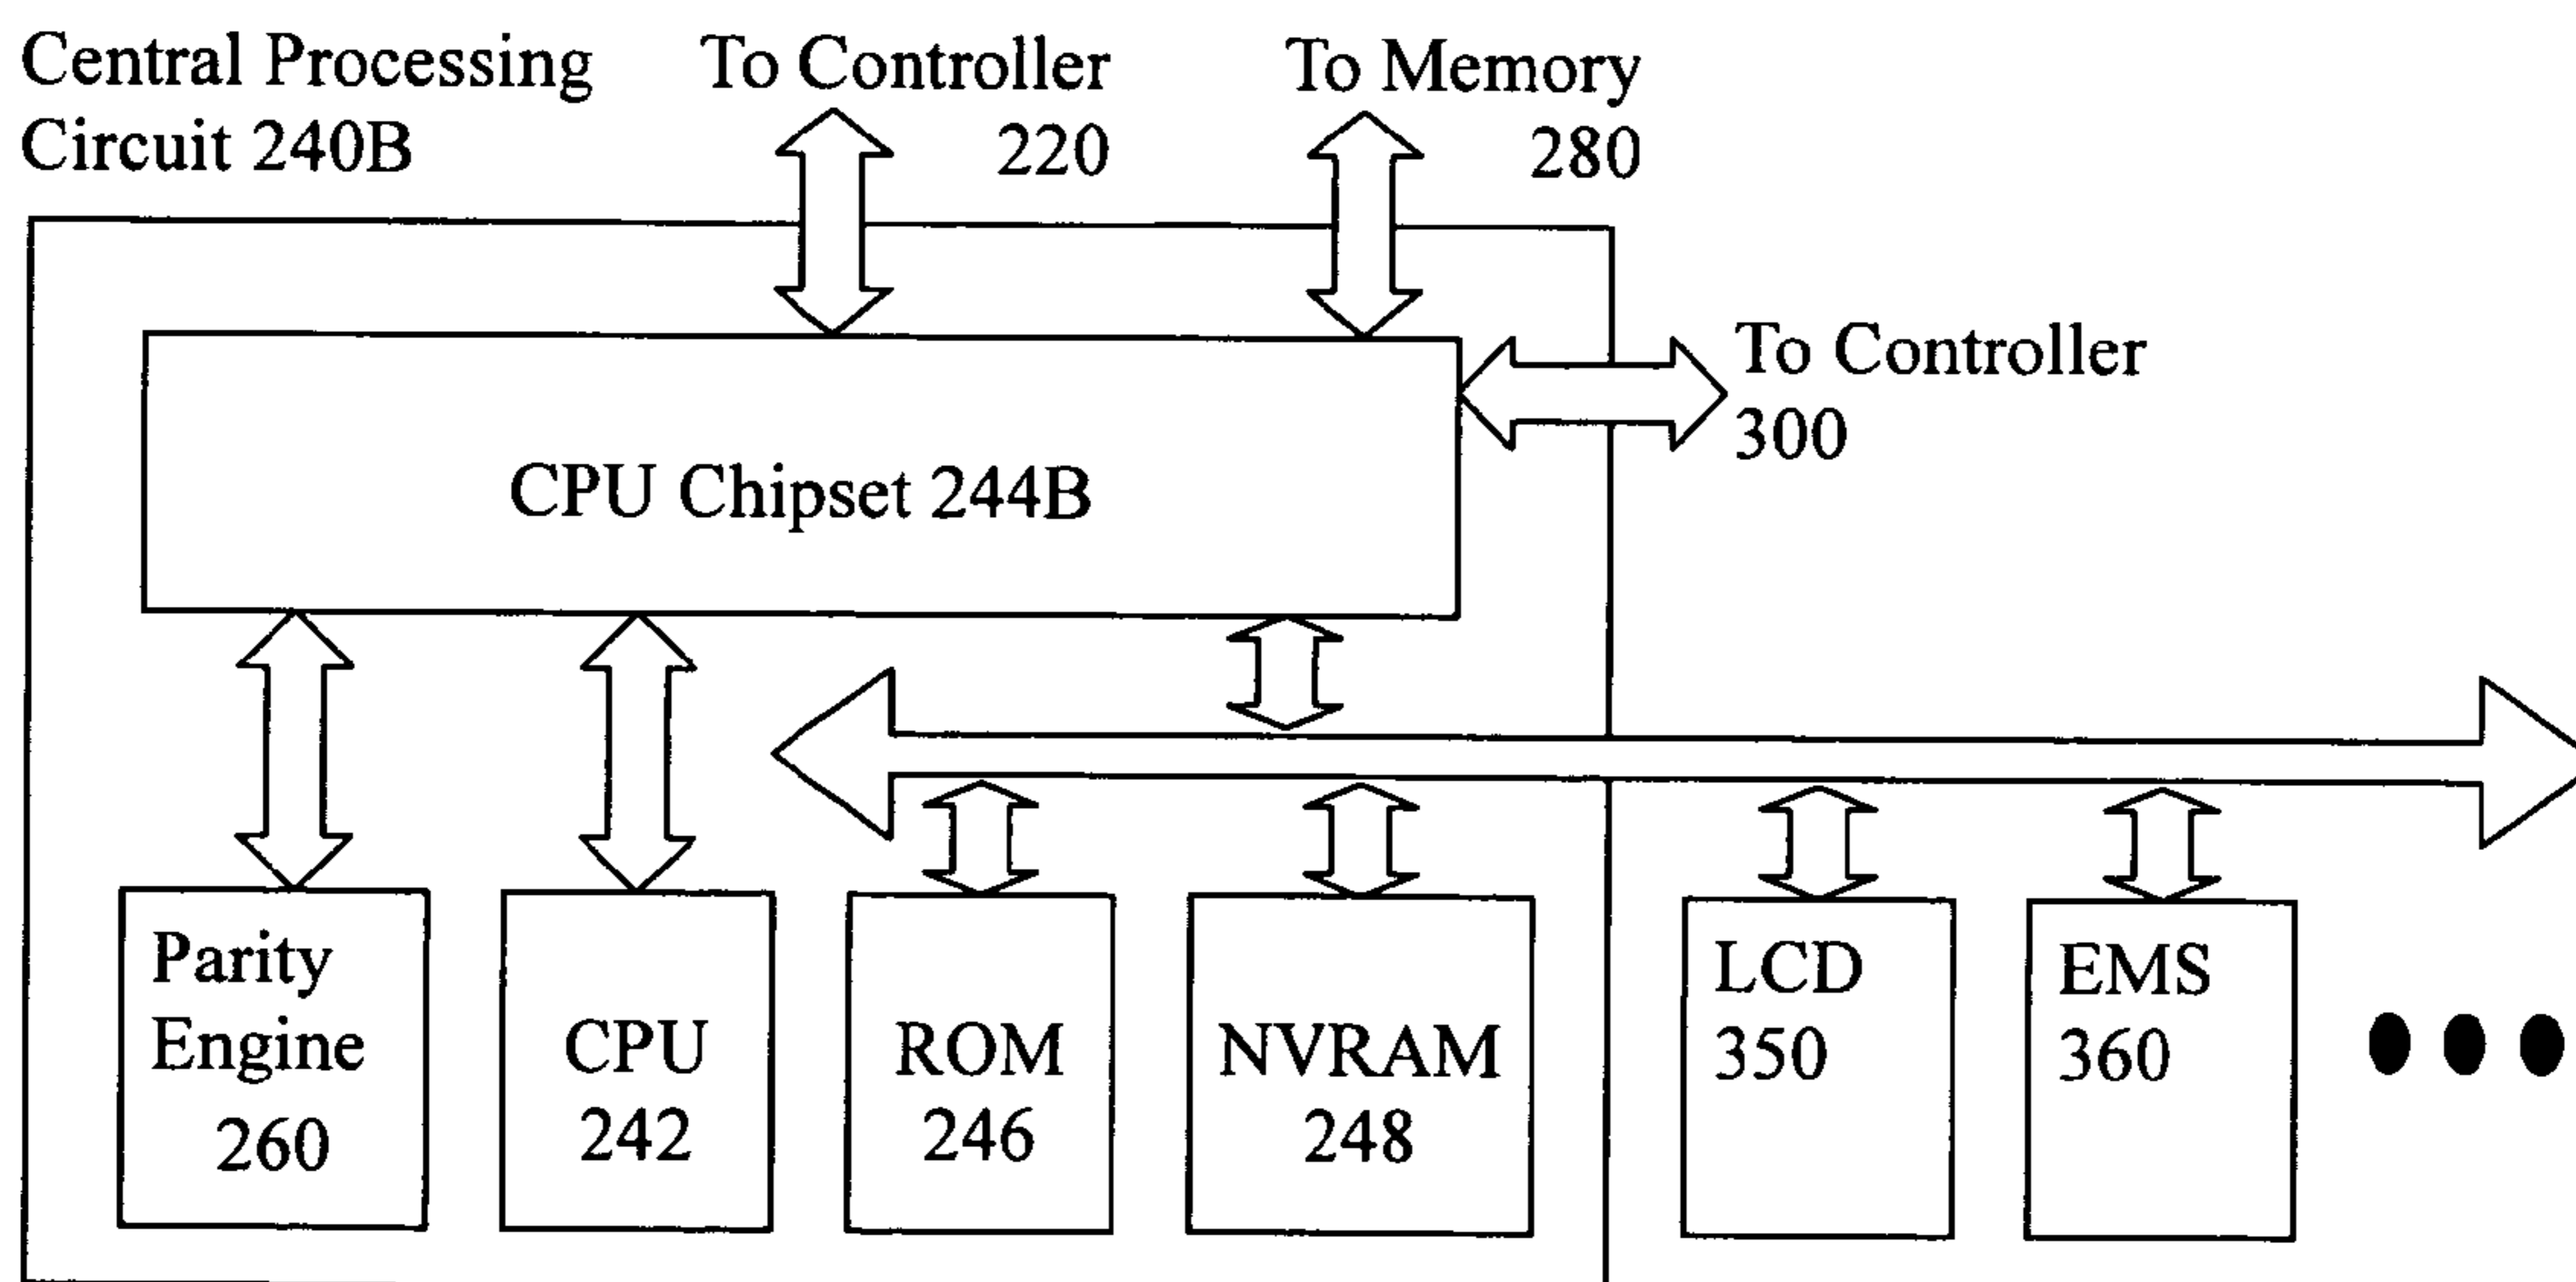 Central Processing
Circuit 240B
To Controller
220
To Memory
280
To Controller
300
CPU Chipset 244B
Parity
Engine
260
CPU
242
ROM
246
NVRAM
248
LCD
350
EMS
360